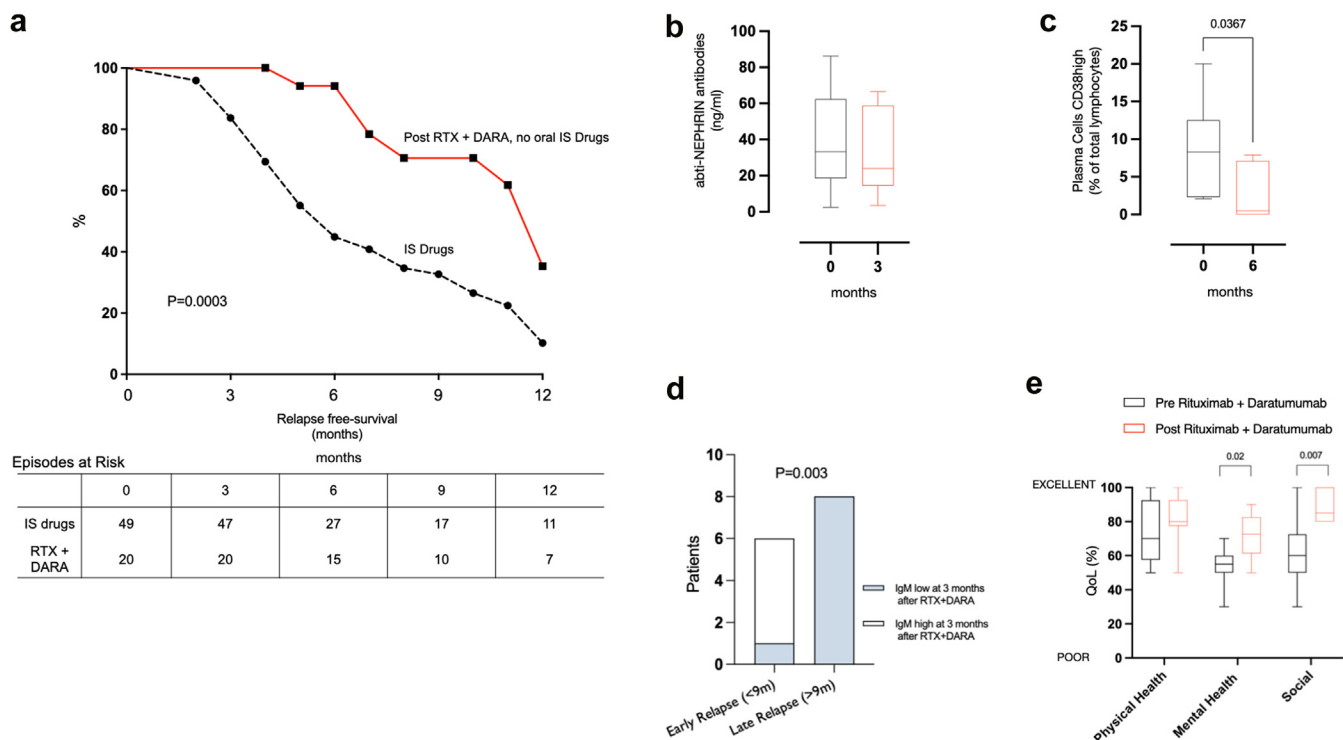 a
100
80
60
40
20
0
%
Post RTX + DARA, no oral IS Drugs
IS Drugs
P=0.0003
0 3 6 9 12
Relapse free-survival
(months)
months
Episodes at Risk
0 3 6 9 12
IS drugs 49 47 27 17 11
RTX +
DARA 20 20 15 10 7
b
abti-NEPHRIN antibodies
(ng/ml)
100
80
60
40
20
0
0 3
months
c
0.0367
Plasma Cells CD38high
(% of total lymphocytes)
25
20
15
10
5
0
0 6
months
d
Patients
10
8
6
4
2
0
P=0.003
IgM low at 3 months
after RTX+DARA
IgM high at 3 months
after RTX+DARA
Early Relapse (<9m)
Late Relapse (>9m)
e
Pre Rituximab + Daratumumab
Post Rituximab + Daratumumab
0.02
0.007
EXCELLENT
POOR
QoL (%)
100
80
60
40
20
0
Physical Health
Mental Health
Social